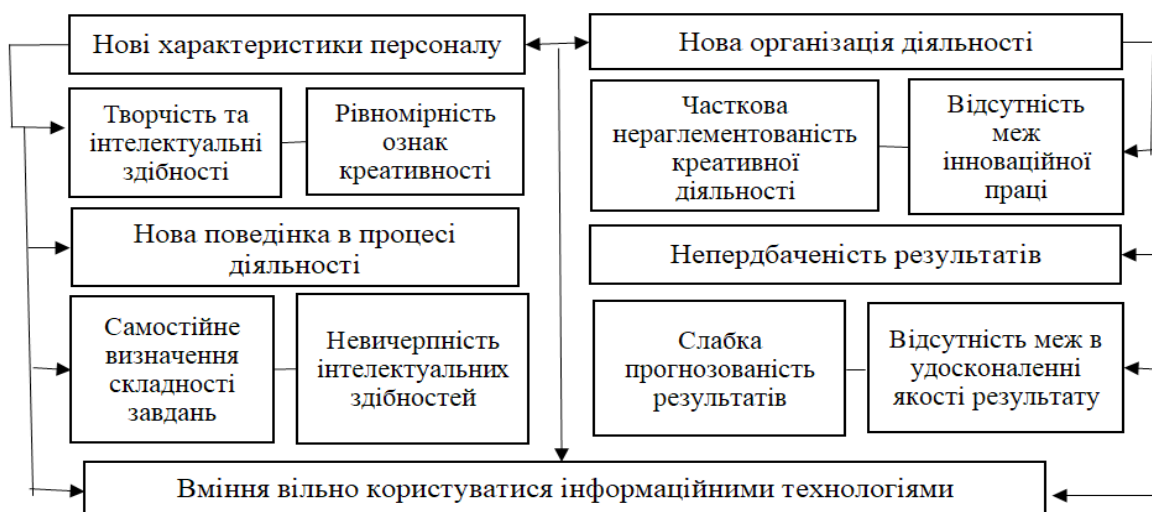 Нові характеристики персоналу
Нова організація діяльності
Творчість та
інтелектуальні
здібності
Рівномірність
ознак
креативності
Часткова
нераглементованість
креативної
діяльності
Відсутність
меж
інноваційної
праці
Нова поведінка в процесі
діяльності
Непердбаченість результатів
Самостійне
визначення
складності
завдань
Невичерпність
інтелектуальних
здібностей
Слабка
прогнозованість
результатів
Відсутність меж в
удосконаленні
якості результату
Вміння вільно користуватися інформаційними технологіями